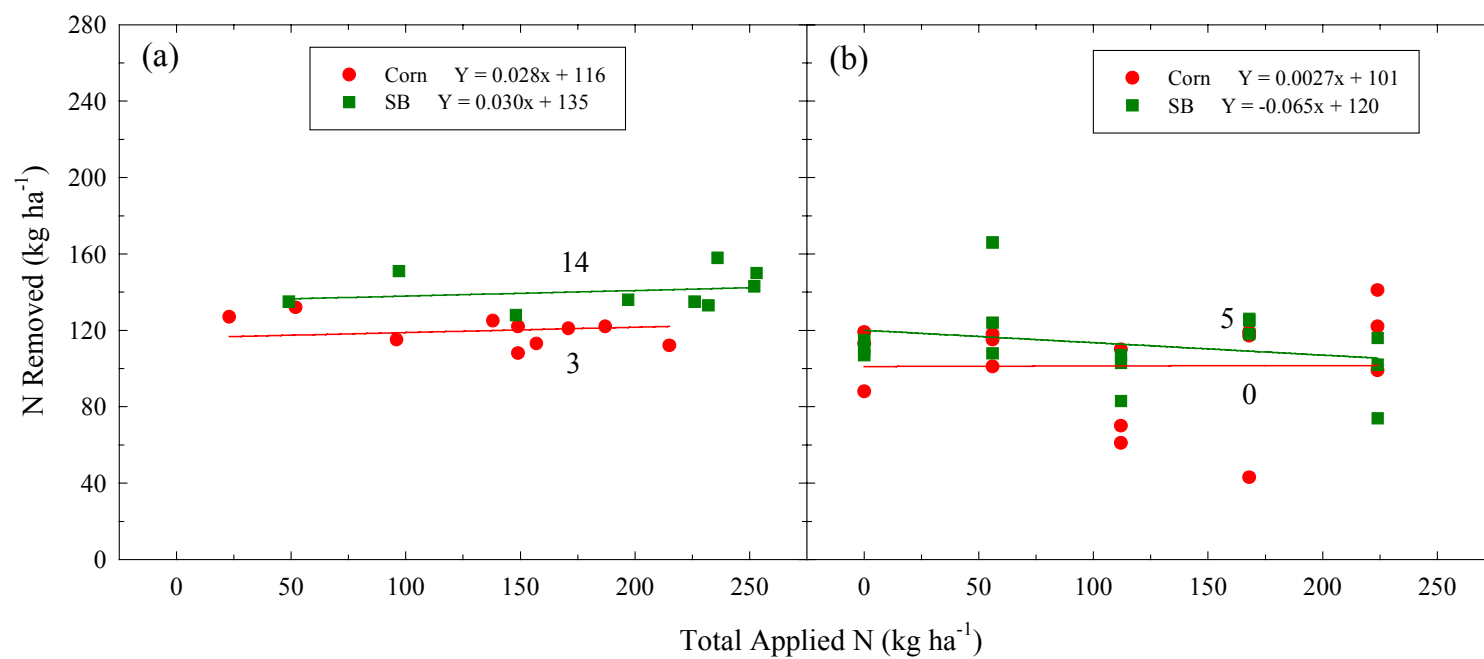 280
240
200
160
120
80
40
0
N Removed (kg ha⁻¹)
(a)
Corn Y = 0.028x + 116
SB Y = 0.030x + 135
14
3
0 50 100 150 200 250
(b)
Corn Y = 0.0027x + 101
SB Y = -0.065x + 120
5
0
0 50 100 150 200 250
Total Applied N (kg ha⁻¹)